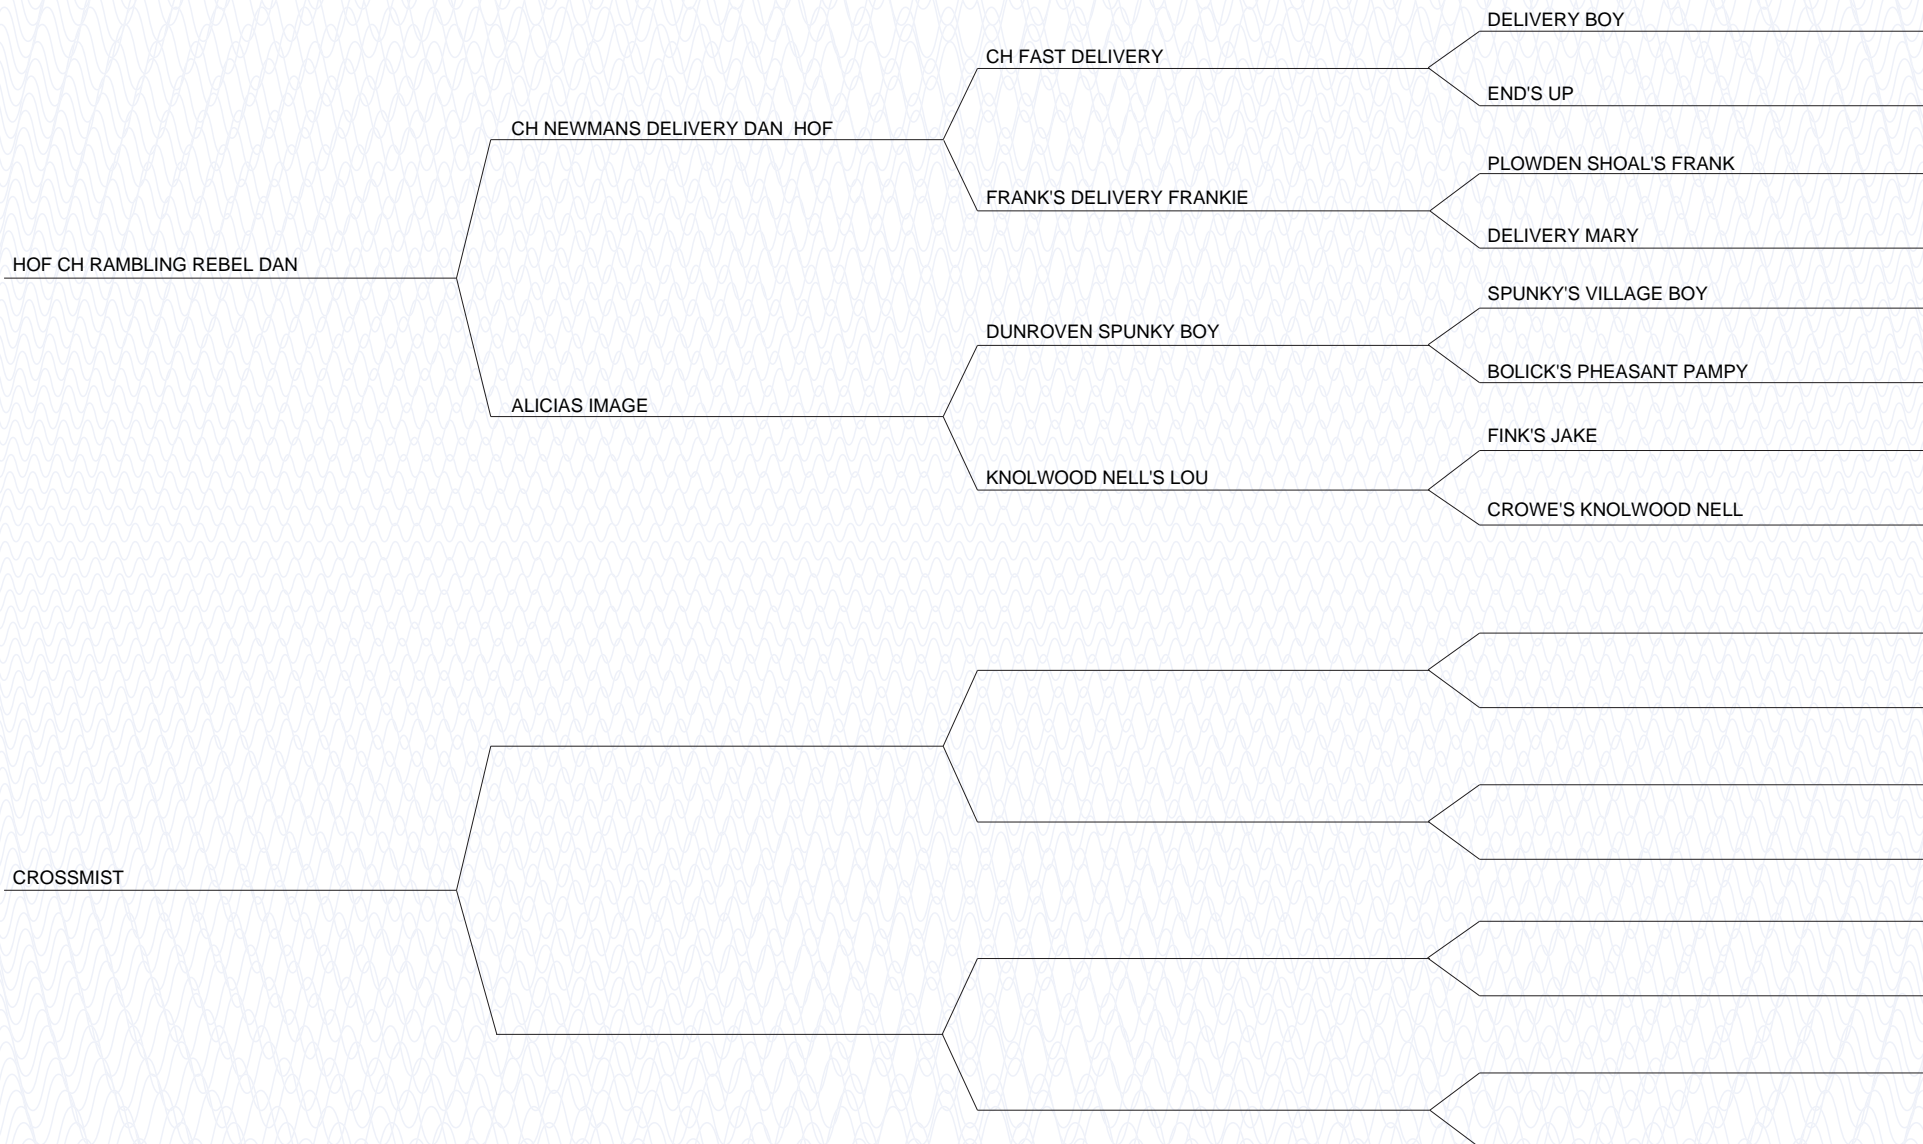 DELIVERY BOY
CH FAST DELIVERY
END'S UP
CH NEWMANS DELIVERY DAN  HOF
PLOWDEN SHOAL'S FRANK
FRANK'S DELIVERY FRANKIE
DELIVERY MARY
HOF CH RAMBLING REBEL DAN
SPUNKY'S VILLAGE BOY
DUNROVEN SPUNKY BOY
BOLICK'S PHEASANT PAMPY
ALICIAS IMAGE
FINK'S JAKE
KNOLWOOD NELL'S LOU
CROWE'S KNOLWOOD NELL
CROSSMIST